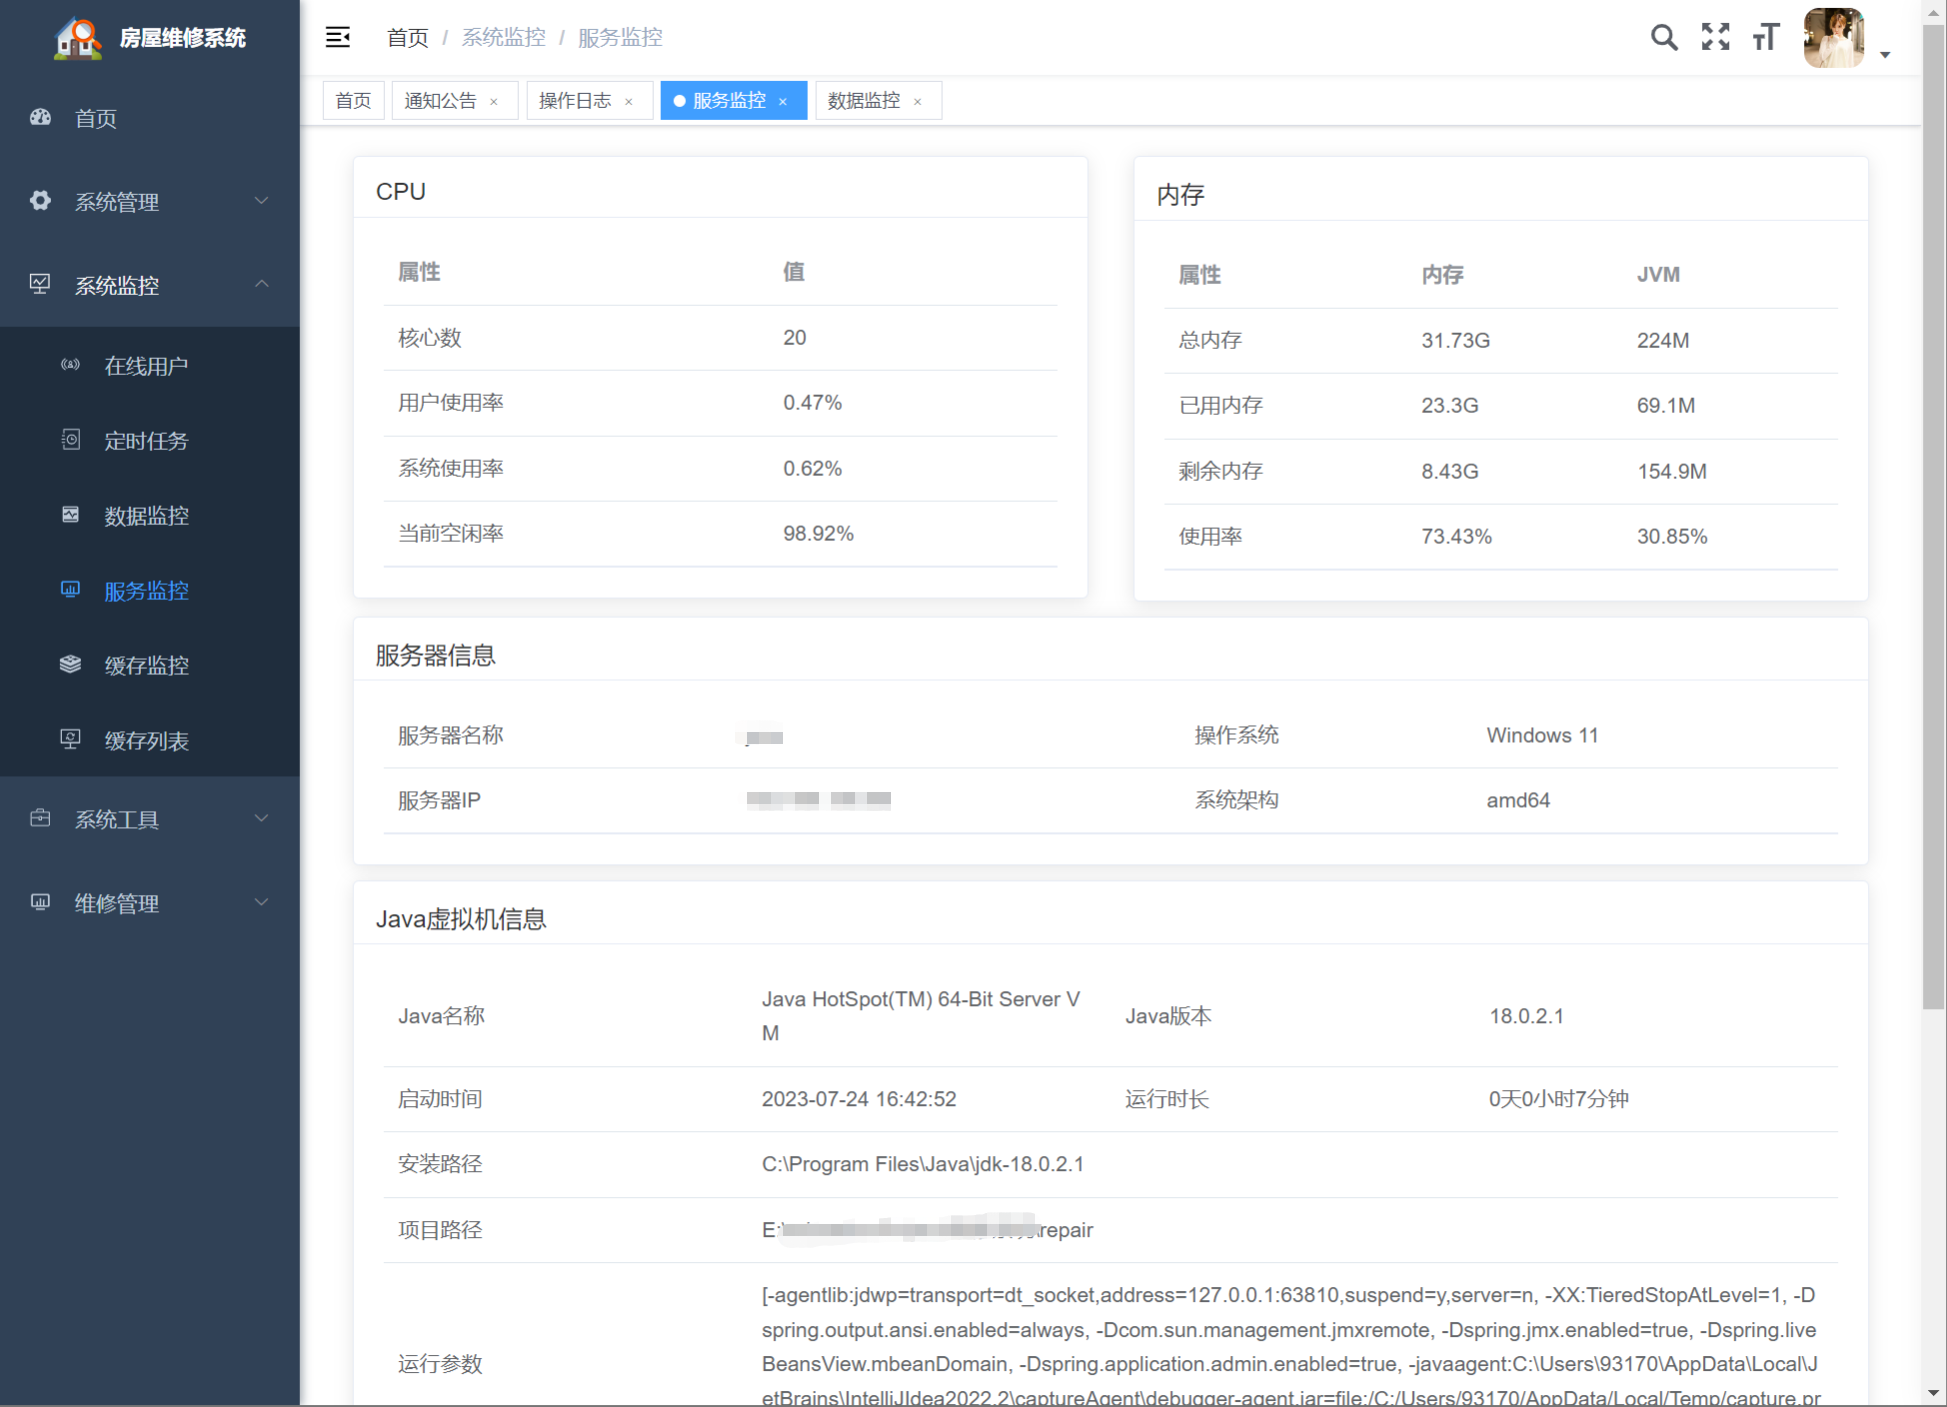 房屋维修系统
首页
系统管理
系统监控
在线用户
定时任务
数据监控
服务监控
缓存监控
缓存列表
系统工具
维修管理
首页 / 系统监控 / 服务监控
首页 通知公告 × 操作日志 × 服务监控 × 数据监控 ×
CPU
属性 值
核心数 20
用户使用率 0.47%
系统使用率 0.62%
当前空闲率 98.92%
内存
属性 内存 JVM
总内存 31.73G 224M
已用内存 23.3G 69.1M
剩余内存 8.43G 154.9M
使用率 73.43% 30.85%
服务器信息
服务器名称 操作系统 Windows 11
服务器IP 系统架构 amd64
Java虚拟机信息
Java名称 Java HotSpot(TM) 64-Bit Server V
M
Java版本 18.0.2.1
启动时间 2023-07-24 16:42:52 运行时长 0天0小时7分钟
安装路径 C:\Program Files\Java\jdk-18.0.2.1
项目路径 E:\ \repair
运行参数
[-agentlib:jdwp=transport=dt_socket,address=127.0.0.1:63810,suspend=y,server=n, -XX:TieredStopAtLevel=1, -D
spring.output.ansi.enabled=always, -Dcom.sun.management.jmxremote, -Dspring.jmx.enabled=true, -Dspring.live
BeansView.mbeanDomain, -Dspring.application.admin.enabled=true, -javaagent:C:\Users\93170\AppData\Local\J
etBrains\IntelliJIdea2022.2\captureAgent\debugger-agent.jar=file:/C:/Users/93170/AppData/Local/Temp/capture.pr